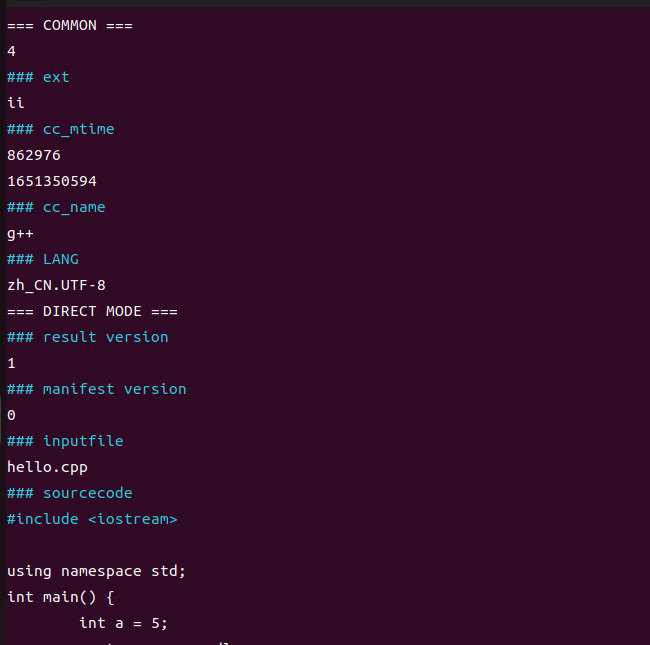 === COMMON ===
4
### ext
ii
### cc_mtime
862976
1651350594
### cc_name
g++
### LANG
zh_CN.UTF-8
=== DIRECT MODE ===
### result version
1
### manifest version
0
### inputfile
hello.cpp
### sourcecode
#include <iostream>
using namespace std;
int main() {
int a = 5;